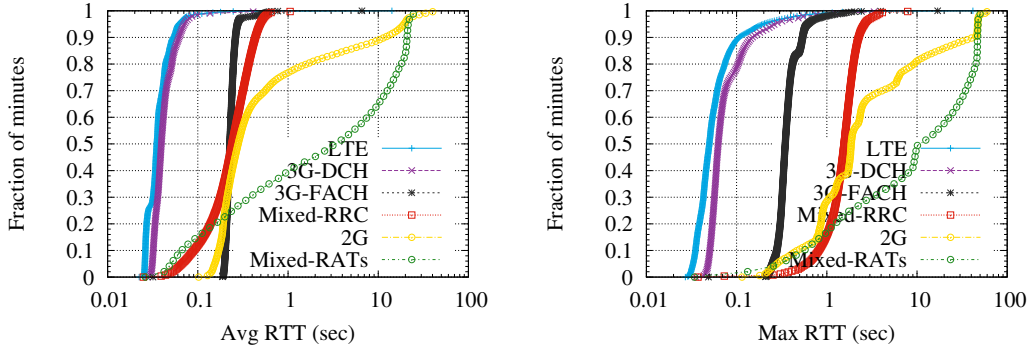 Fraction of minutes
1
0.9
0.8
0.7
0.6
0.5
0.4
0.3
0.2
0.1
0
LTE
3G-DCH
3G-FACH
Mixed-RRC
2G
Mixed-RATs
0.01 0.1 1 10 100
Avg RTT (sec)
Fraction of minutes
1
0.9
0.8
0.7
0.6
0.5
0.4
0.3
0.2
0.1
0
LTE
3G-DCH
3G-FACH
Mixed-RRC
2G
Mixed-RATs
0.01 0.1 1 10 100
Max RTT (sec)